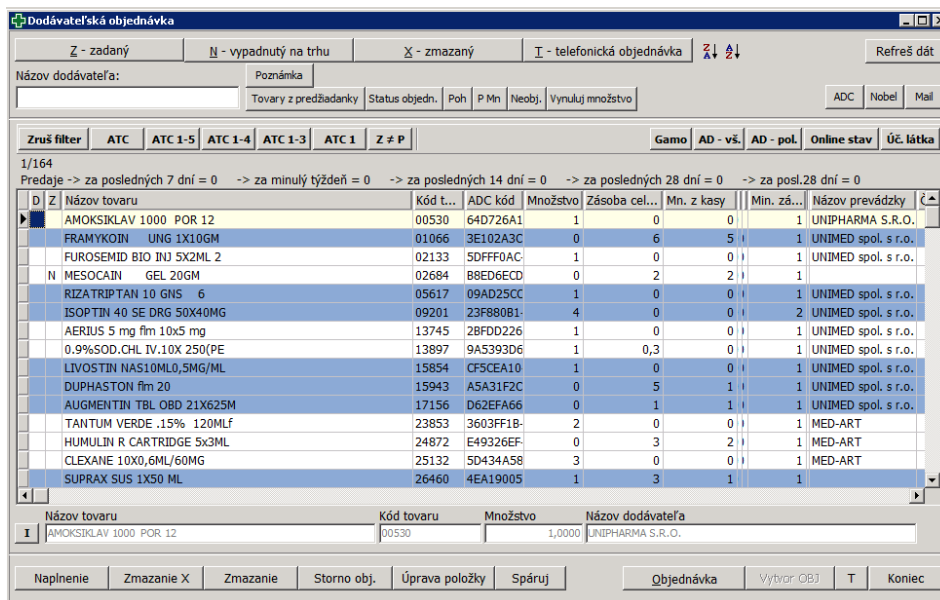 Dodávateľská objednávka
Z - zadaný N - vypadnutý na trhu X - zmazaný T - telefonická objednávka Refreš dát
Názov dodávateľa: Poznámka
Tovary z predžiadanky Status objedn. Poh P Mn Neobj. Vynuluj množstvo ADC Nobel Mail
Zruš filter ATC ATC 1-5 ATC 1-4 ATC 1-3 ATC 1 Z ≠ P Gamo AD - vš. AD - pol. Online stav Úč. látka
1/164
Predaje -> za posledných 7 dní = 0 -> za minulý týždeň = 0 -> za posledných 14 dní = 0 -> za posledných 28 dní = 0 -> za posl.28 dní = 0
D Z Názov tovaru Kód t... ADC kód Množstvo Zásoba cel... Mn. z kasy Min. zá... Názov prevádzky
AMOKSIKLAV 1000 POR 12 00530 64D726A1 1 0 0 1 UNIPHARMA S.R.O.
FRAMYKOIN UNG 1X10GM 01066 3E102A3C 0 6 5 1 UNIMED spol. s r.o.
FUROSEMID BIO INJ 5X2ML 2 02133 5DFFF0AC- 1 0 0 1 UNIMED spol. s r.o.
N MESOCAIN GEL 20GM 02684 B8ED6ECD 0 2 2 1
RIZATRIPTAN 10 GNS 6 05617 09AD25CC 1 0 0 1 UNIMED spol. s r.o.
ISOPTIN 40 SE DRG 50X40MG 09201 23F880B1- 4 0 0 2 UNIMED spol. s r.o.
AERIUS 5 mg flm 10x5 mg 13745 2BFDD226 1 0 0 1 UNIMED spol. s r.o.
0.9%SOD.CHL IV.10X 250(PE 13897 9A5393D6 1 0,3 0 1 UNIMED spol. s r.o.
LIVOSTIN NAS10ML0,5MG/ML 15854 CF5CEA10 1 0 0 1 UNIMED spol. s r.o.
DUPHASTON flm 20 15943 A5A31F2C 0 5 1 1 UNIMED spol. s r.o.
AUGMENTIN TBL OBD 21X625M 17156 D62EFA66 0 1 1 1 UNIMED spol. s r.o.
TANTUM VERDE .15% 120MLf 23853 3603FF1B- 2 0 0 1 MED-ART
HUMULIN R CARTRIDGE 5x3ML 24872 E49326EF- 0 3 2 1 MED-ART
CLEXANE 10X0,6ML/60MG 25132 5D434A58 3 0 0 1 MED-ART
SUPRAX SUS 1X50 ML 26460 4EA19005 1 3 1 1
Názov tovaru Kód tovaru Množstvo Názov dodávateľa
I AMOKSIKLAV 1000 POR 12 00530 1,0000 UNIPHARMA S.R.O.
Naplnenie Zmazanie X Zmazanie Storno obj. Úprava položky Spáruj Objednávka Vytvor OBJ T Koniec